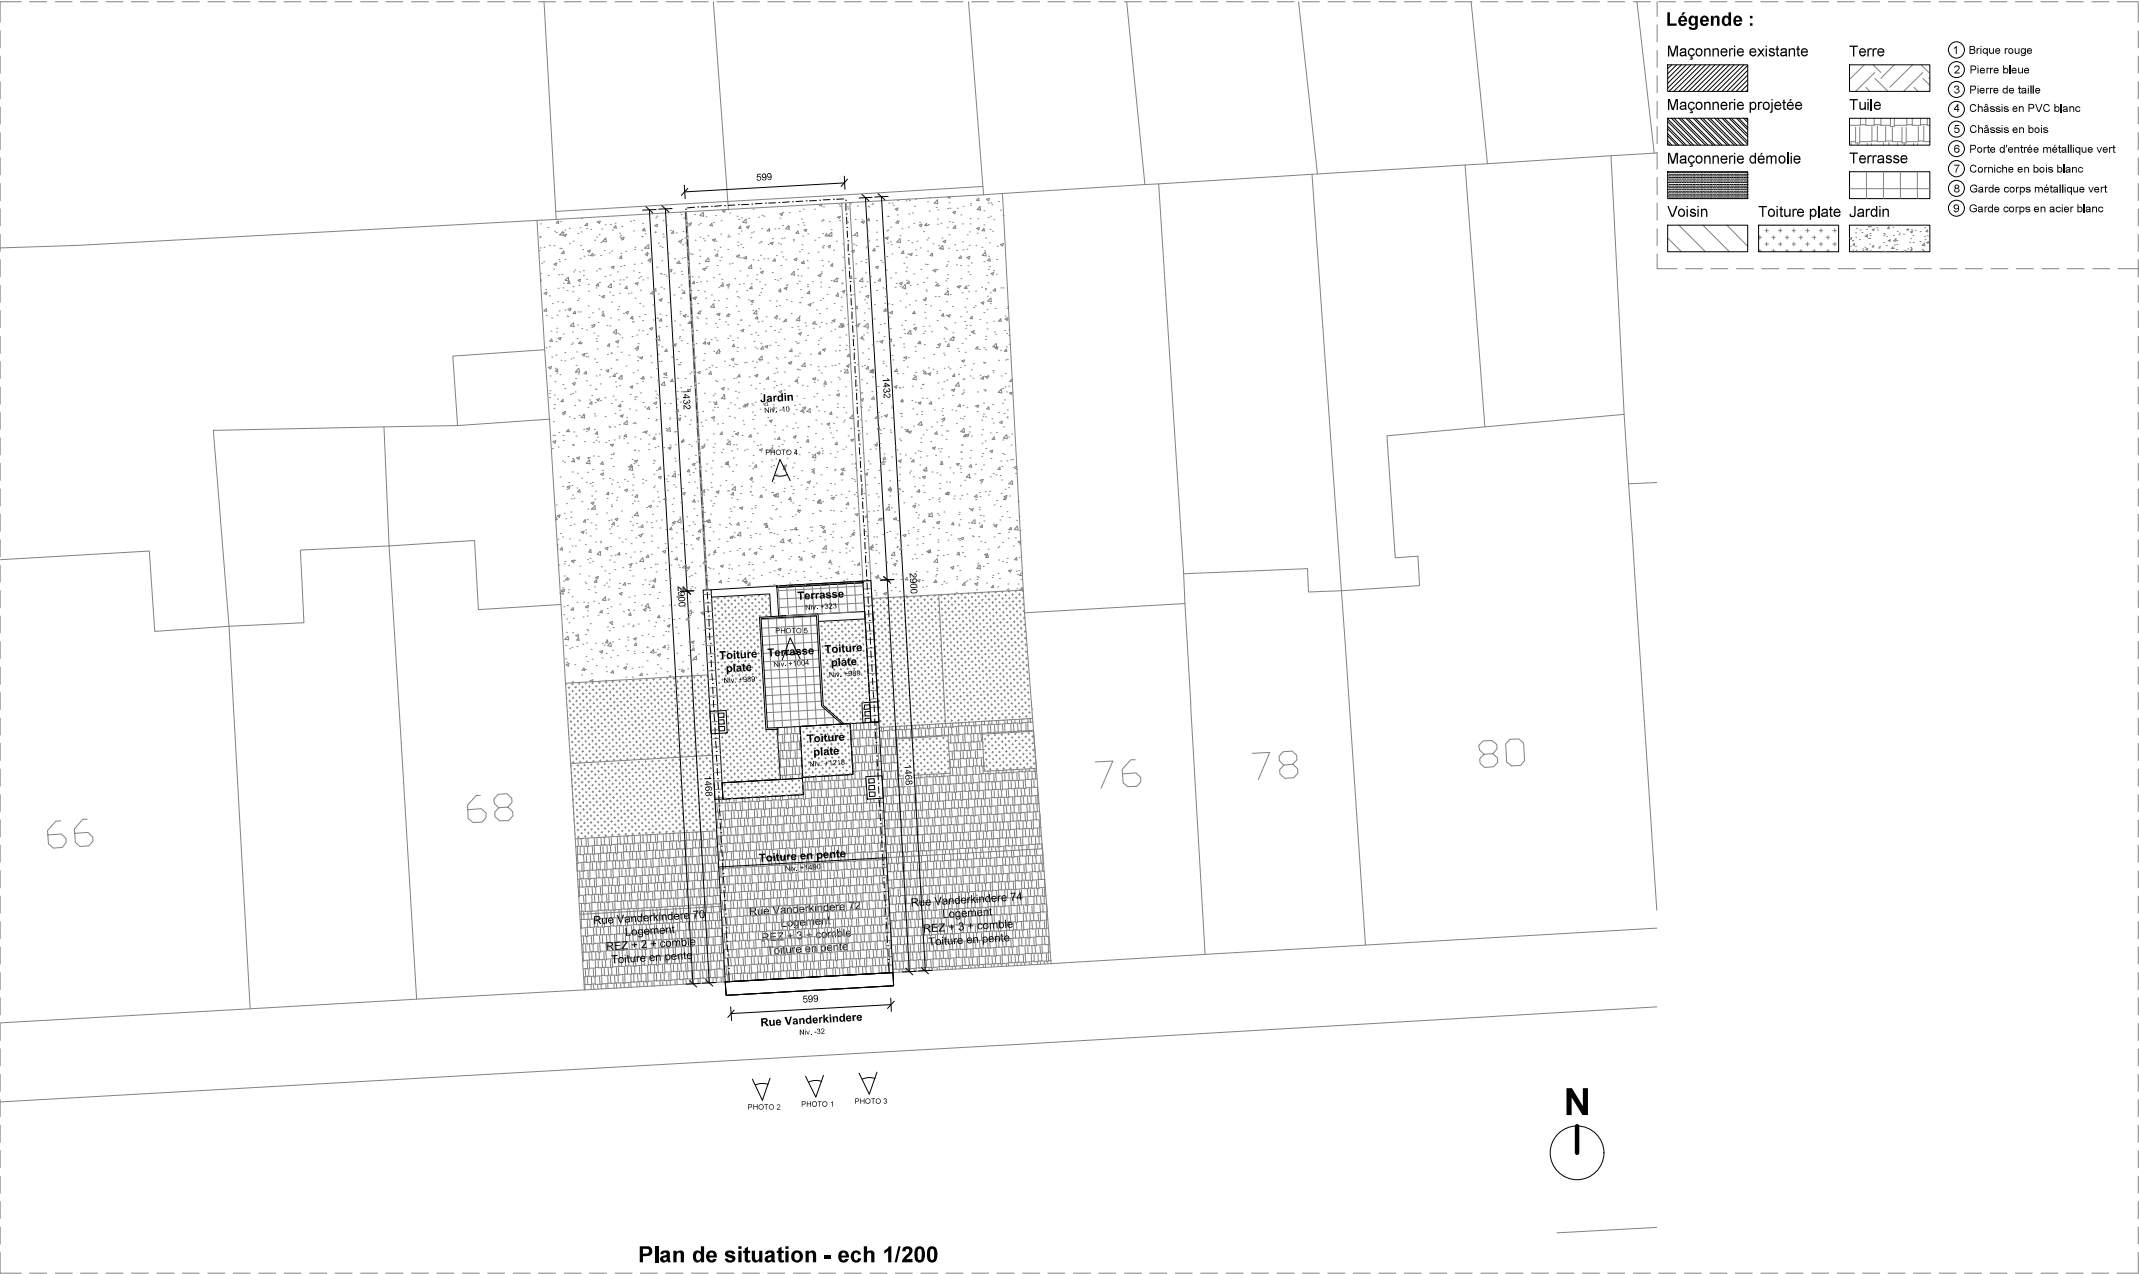 Légende :
Maçonnerie existante
Terre
Maçonnerie projetée
Tuile
Maçonnerie démolie
Terrasse
Voisin
Toiture plate
Jardin
1 Brique rouge
2 Pierre bleue
3 Pierre de taille
4 Châssis en PVC blanc
5 Châssis en bois
6 Porte d'entrée métallique vert
7 Corniche en bois blanc
8 Garde corps métallique vert
9 Garde corps en acier blanc
599
1432
1432
Jardin
Niv. -10
PHOTO 4
2900
2900
Terrasse
Niv. +323
PHOTO 5
Toiture
plate
Niv. +989
Terrasse
Niv. +1004
Toiture
plate
Niv. +989
Toiture
plate
Niv. +1218
1468
1468
66
68
76
78
80
Toiture en pente
Niv. +1490
Rue Vanderkindere 70
Logement
REZ + 2 + comble
Toiture en pente
Rue Vanderkindere 72
Logement
REZ + 3 + comble
Toiture en pente
Rue Vanderkindere 74
Logement
REZ + 3 + comble
Toiture en pente
599
Rue Vanderkindere
Niv. -32
PHOTO 2
PHOTO 1
PHOTO 3
N
Plan de situation - ech 1/200